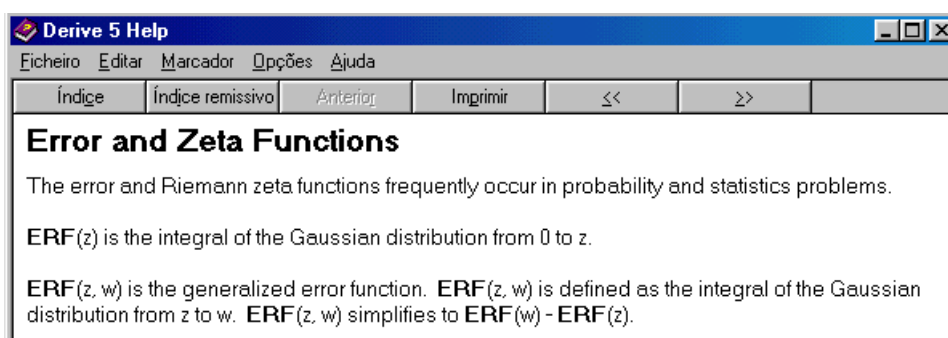 Derive 5 Help
Ficheiro Editar Marcador Opções Ajuda
Índice Índice remissivo Anterior Imprimir << >>
Error and Zeta Functions
The error and Riemann zeta functions frequently occur in probability and statistics problems.
ERF(z) is the integral of the Gaussian distribution from 0 to z.
ERF(z, w) is the generalized error function. ERF(z, w) is defined as the integral of the Gaussian
distribution from z to w. ERF(z, w) simplifies to ERF(w) - ERF(z).